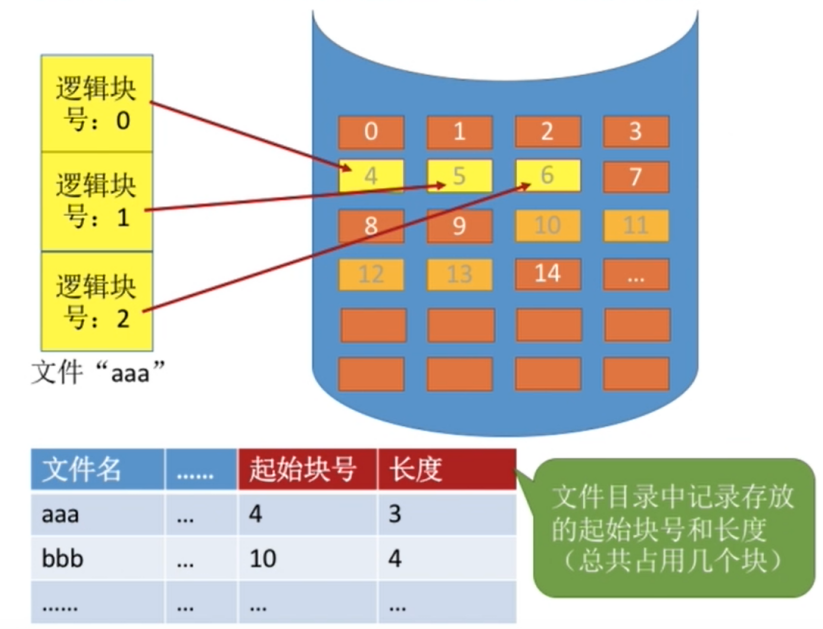 逻辑块
号：0
逻辑块
号：1
逻辑块
号：2
文件“aaa”
0 1 2 3
4 5 6 7
8 9 10 11
12 13 14 ...
文件名 …… 起始块号 长度
aaa ... 4 3
bbb ... 10 4
…… ... ... ...
文件目录中记录存放
的起始块号和长度
（总共占用几个块）